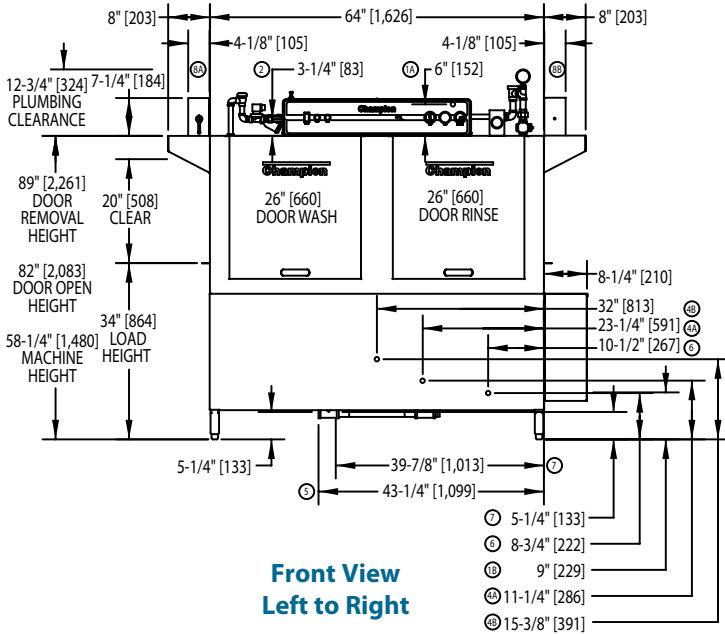 8" [203]
64" [1,626]
8" [203]
4-1/8" [105]
4-1/8" [105]
8A
2
3-1/4" [83]
1A
6" [152]
8B
12-3/4" [324]
PLUMBING
CLEARANCE
7-1/4" [184]
Champion
Champion
26" [660]
DOOR WASH
Champion
26" [660]
DOOR RINSE
89" [2,261]
DOOR
REMOVAL
HEIGHT
20" [508]
CLEAR
82" [2,083]
DOOR OPEN
HEIGHT
34" [864]
LOAD
HEIGHT
58-1/4" [1,480]
MACHINE
HEIGHT
8-1/4" [210]
32" [813] 4B
23-1/4" [591] 4A
10-1/2" [267] 6
5-1/4" [133]
39-7/8" [1,013] 7
5 43-1/4" [1,099]
7 5-1/4" [133]
6 8-3/4" [222]
1B 9" [229]
4A 11-1/4" [286]
4B 15-3/8" [391]
Front View
Left to Right